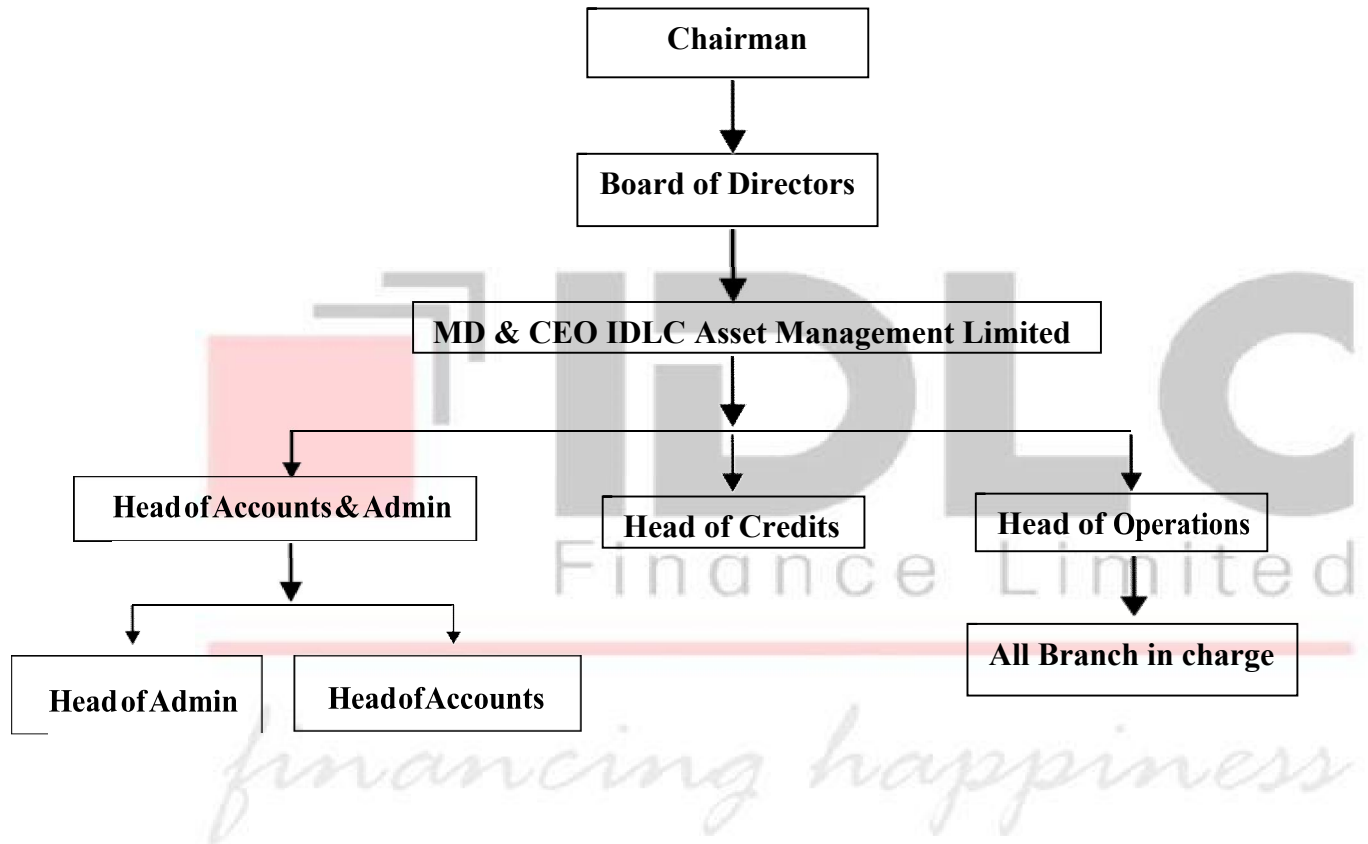 Chairman
Board of Directors
MD & CEO IDLC Asset Management Limited
Head of Accounts & Admin
Head of Credits
Head of Operations
Head of Admin
Head of Accounts
All Branch in charge
IDLC
Finance Limited
financing happiness